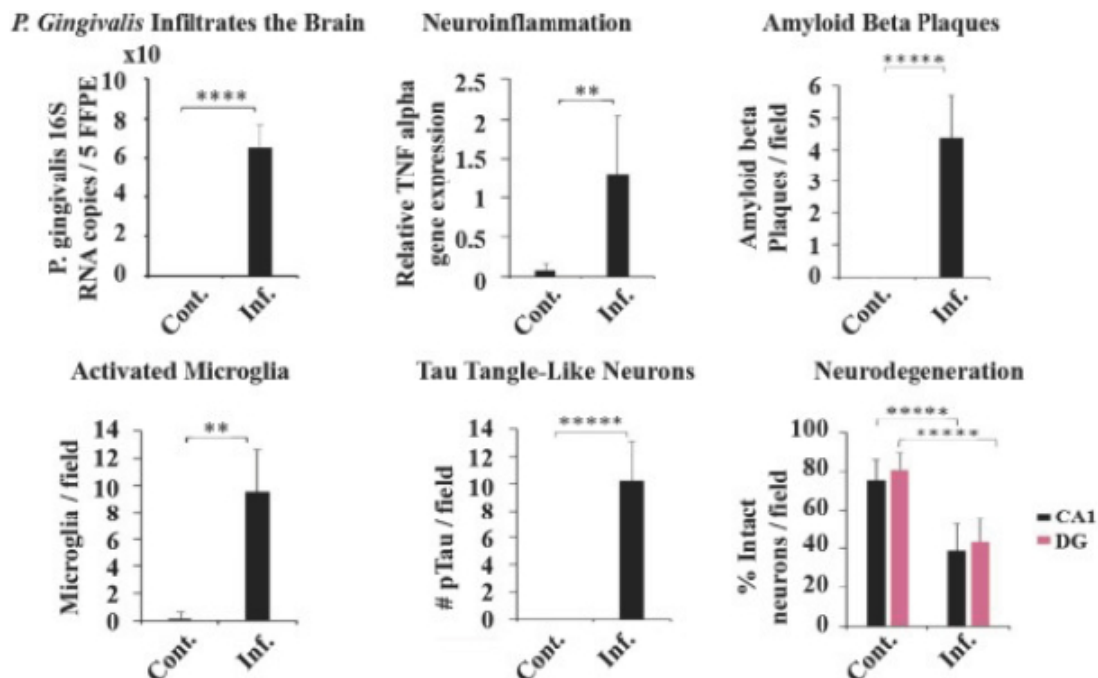 P. Gingivalis Infiltrates the Brain
x10
P. gingivalis 16S
RNA copies / 5 FFPE
10
8
6
4
2
0
****
Cont.
Inf.
Neuroinflammation
Relative TNF alpha
gene expression
2.5
2
1.5
1
0.5
0
**
Cont.
Inf.
Amyloid Beta Plaques
Amyloid beta
Plaques / field
6
5
4
3
2
1
0
*****
Cont.
Inf.
Activated Microglia
Microglia / field
14
12
10
8
6
4
2
0
**
Cont.
Inf.
Tau Tangle-Like Neurons
# pTau / field
14
12
10
8
6
4
2
0
*****
Cont.
Inf.
Neurodegeneration
% Intact
neurons / field
100
80
60
40
20
0
*****
*****
Cont.
Inf.
CA1
DG